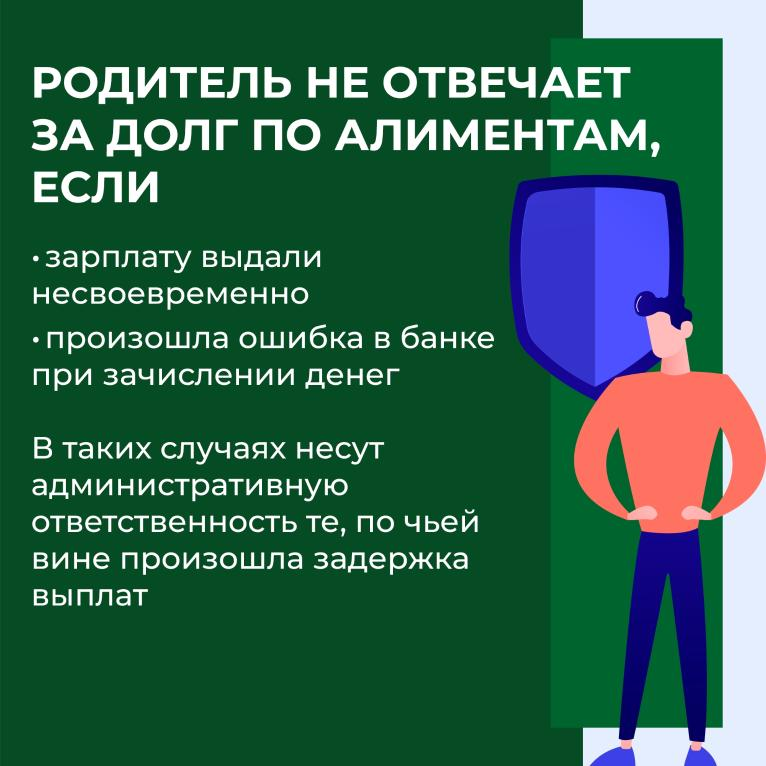 РОДИТЕЛЬ НЕ ОТВЕЧАЕТ
ЗА ДОЛГ ПО АЛИМЕНТАМ,
ЕСЛИ
• зарплату выдали
несвоевременно
• произошла ошибка в банке
при зачислении денег
В таких случаях несут
административную
ответственность те, по чьей
вине произошла задержка
выплат